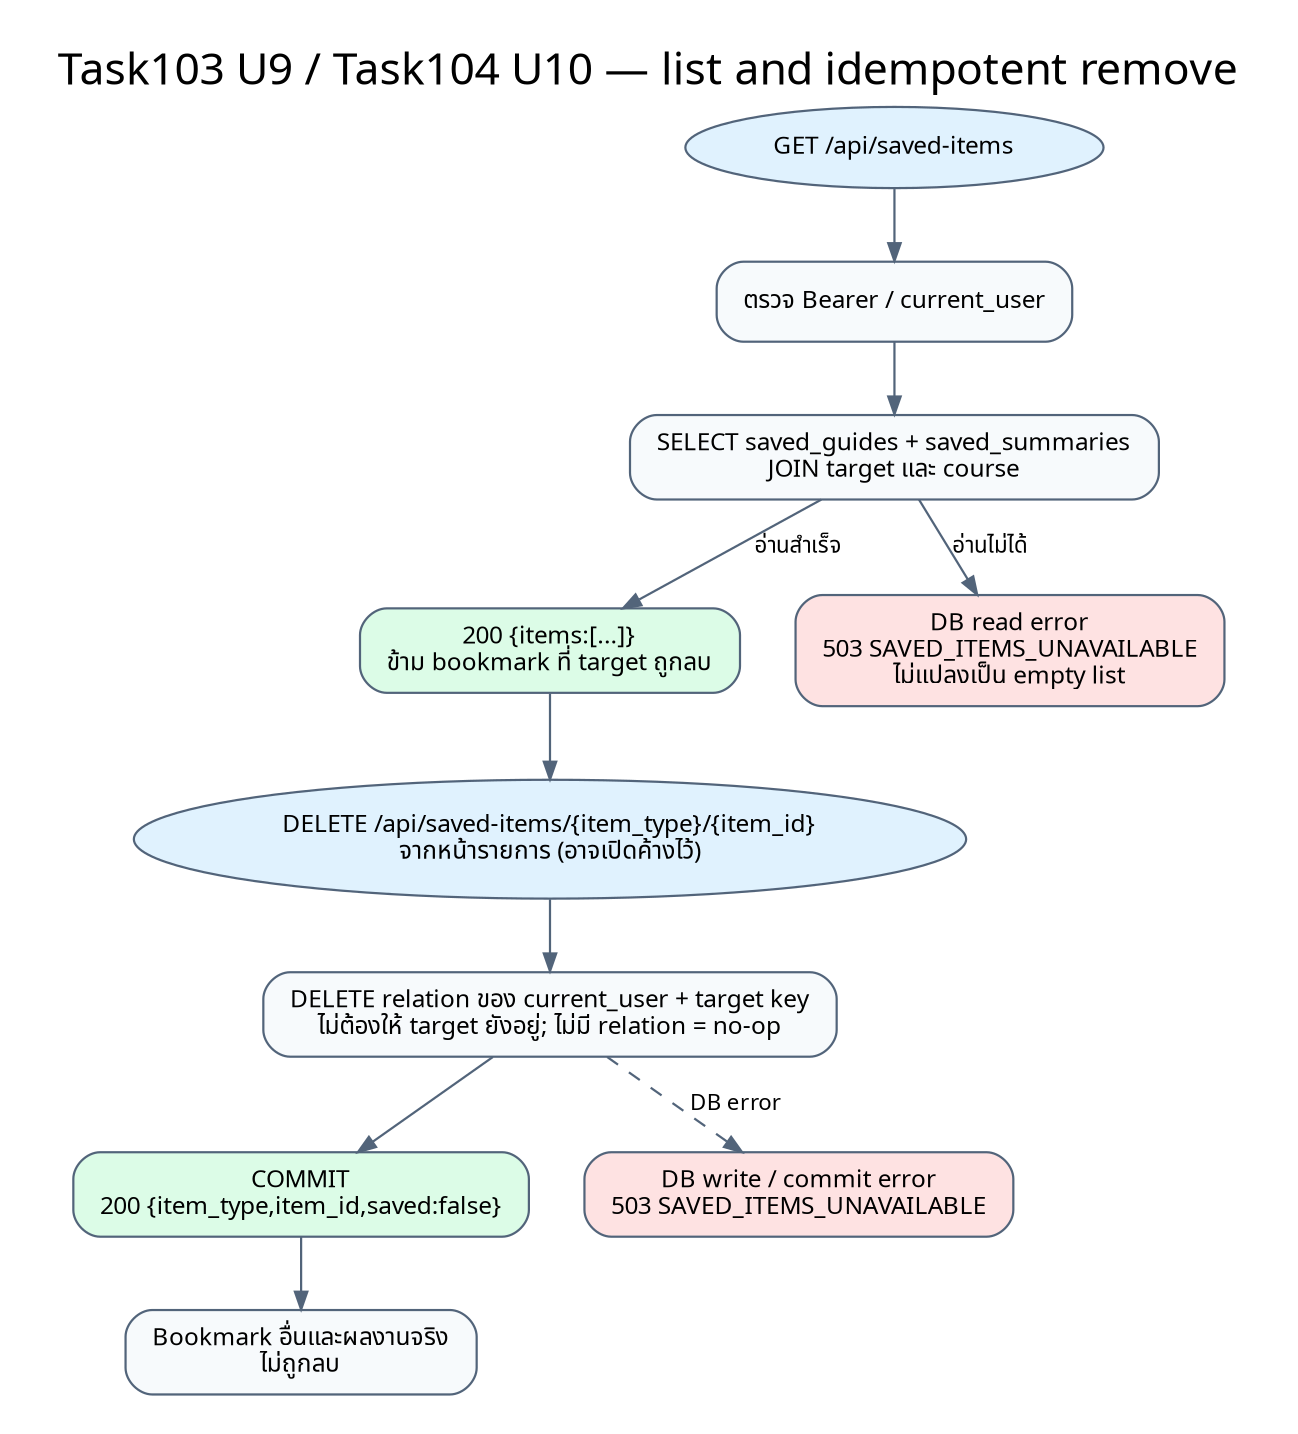 Task103 U9 / Task104 U10 — list and idempotent remove
GET /api/saved-items
ตรวจ Bearer / current_user
SELECT saved_guides + saved_summaries
JOIN target และ course
อ่านสำเร็จ
อ่านไม่ได้
200 {items:[...]}
ข้าม bookmark ที่ target ถูกลบ
DB read error
503 SAVED_ITEMS_UNAVAILABLE
ไม่แปลงเป็น empty list
DELETE /api/saved-items/{item_type}/{item_id}
จากหน้ารายการ (อาจเปิดค้างไว้)
DELETE relation ของ current_user + target key
ไม่ต้องให้ target ยังอยู่; ไม่มี relation = no-op
DB error
COMMIT
200 {item_type,item_id,saved:false}
DB write / commit error
503 SAVED_ITEMS_UNAVAILABLE
Bookmark อื่นและผลงานจริง
ไม่ถูกลบ